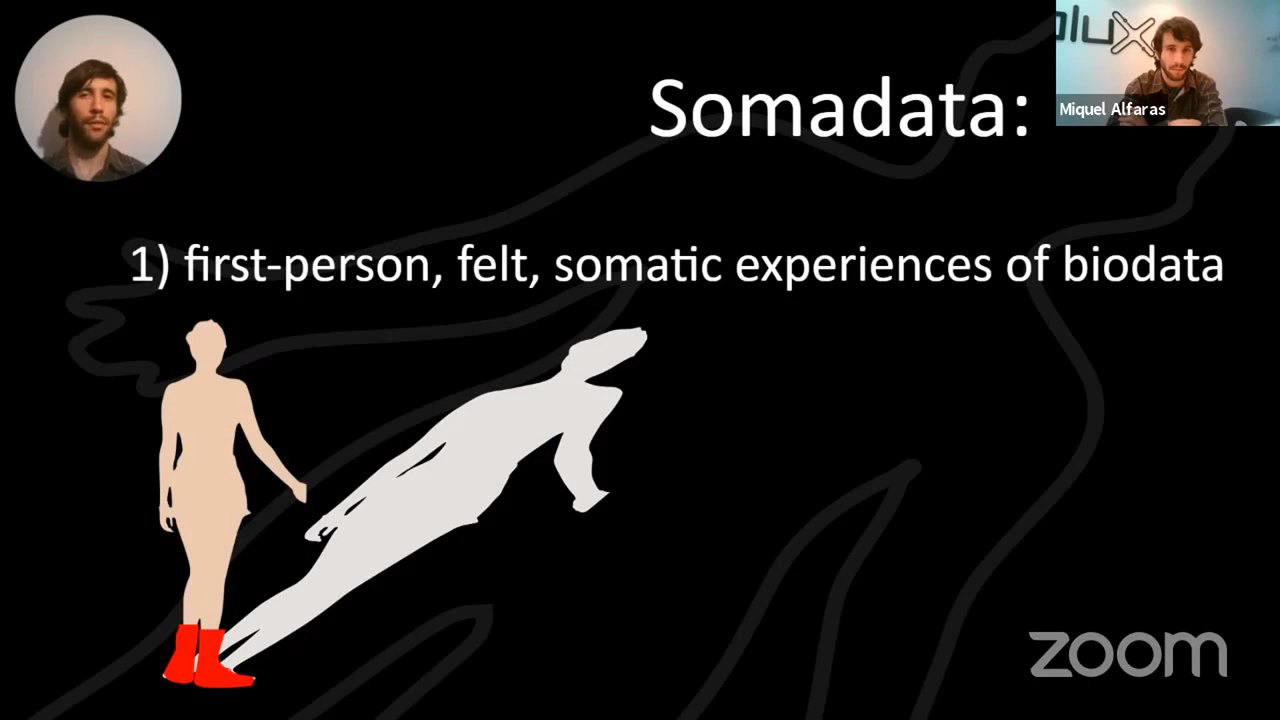 Somadata:
Miquel Alfaras
1) first-person, felt, somatic experiences of biodata
zoom